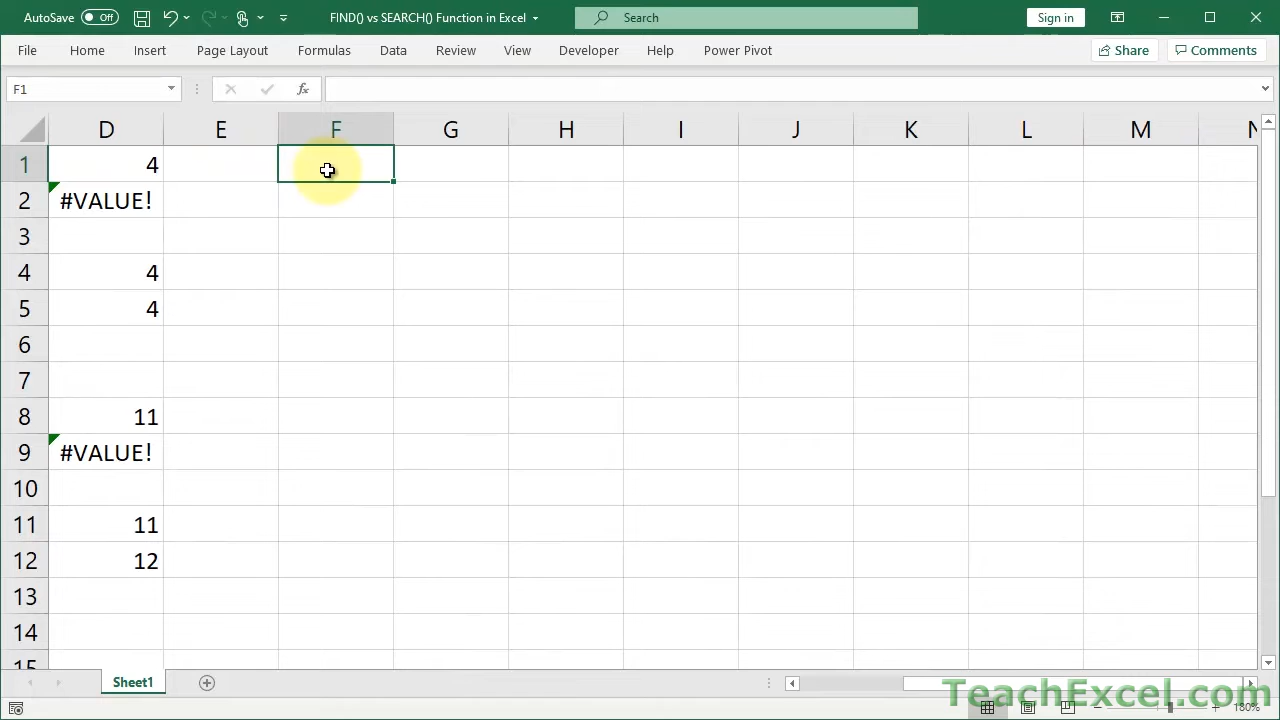 AutoSave Off FIND() vs SEARCH() Function in Excel Search Sign in
File Home Insert Page Layout Formulas Data Review View Developer Help Power Pivot Share Comments
F1 fx
D E F G H I J K L M N
1 4
2 #VALUE!
3
4 4
5 4
6
7
8 11
9 #VALUE!
10
11 11
12 12
13
14
15
Sheet1
TeachExcel.com
180%